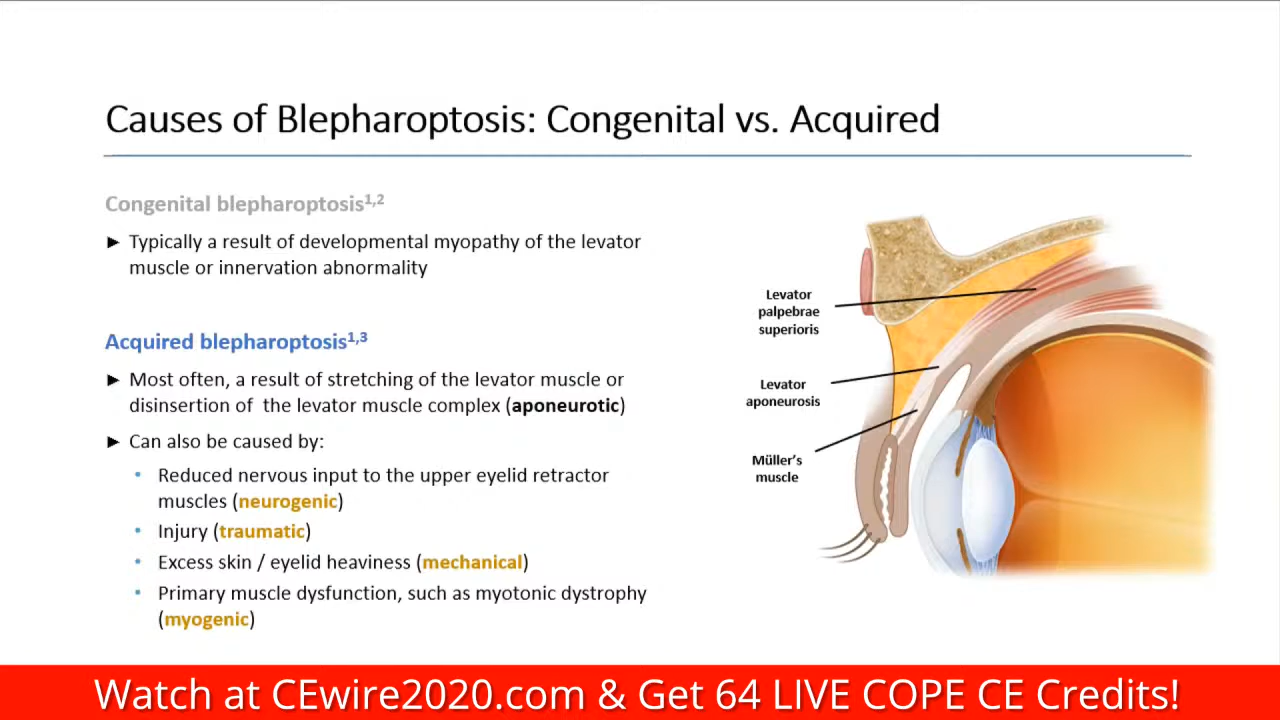 Causes of Blepharoptosis: Congenital vs. Acquired
Congenital blepharoptosis1,2
► Typically a result of developmental myopathy of the levator
muscle or innervation abnormality
Acquired blepharoptosis1,3
► Most often, a result of stretching of the levator muscle or
disinsertion of the levator muscle complex (aponeurotic)
► Can also be caused by:
• Reduced nervous input to the upper eyelid retractor
muscles (neurogenic)
• Injury (traumatic)
• Excess skin / eyelid heaviness (mechanical)
• Primary muscle dysfunction, such as myotonic dystrophy
(myogenic)
Levator
palpebrae
superioris
Levator
aponeurosis
Müller's
muscle
Watch at CEwire2020.com & Get 64 LIVE COPE CE Credits!